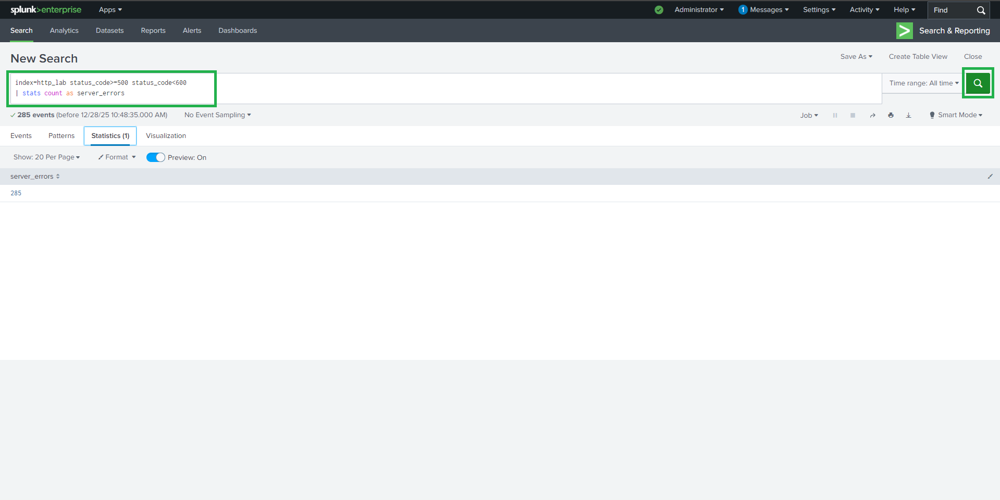 splunk>enterprise Apps Administrator 1 Messages Settings Activity Help Find
Search Analytics Datasets Reports Alerts Dashboards Search & Reporting
New Search Save As Create Table View Close
index=http_lab status_code>=500 status_code<600
| stats count as server_errors
Time range: All time
285 events (before 12/28/25 10:48:35.000 AM) No Event Sampling Job Smart Mode
Events Patterns Statistics (1) Visualization
Show: 20 Per Page Format Preview: On
server_errors
285